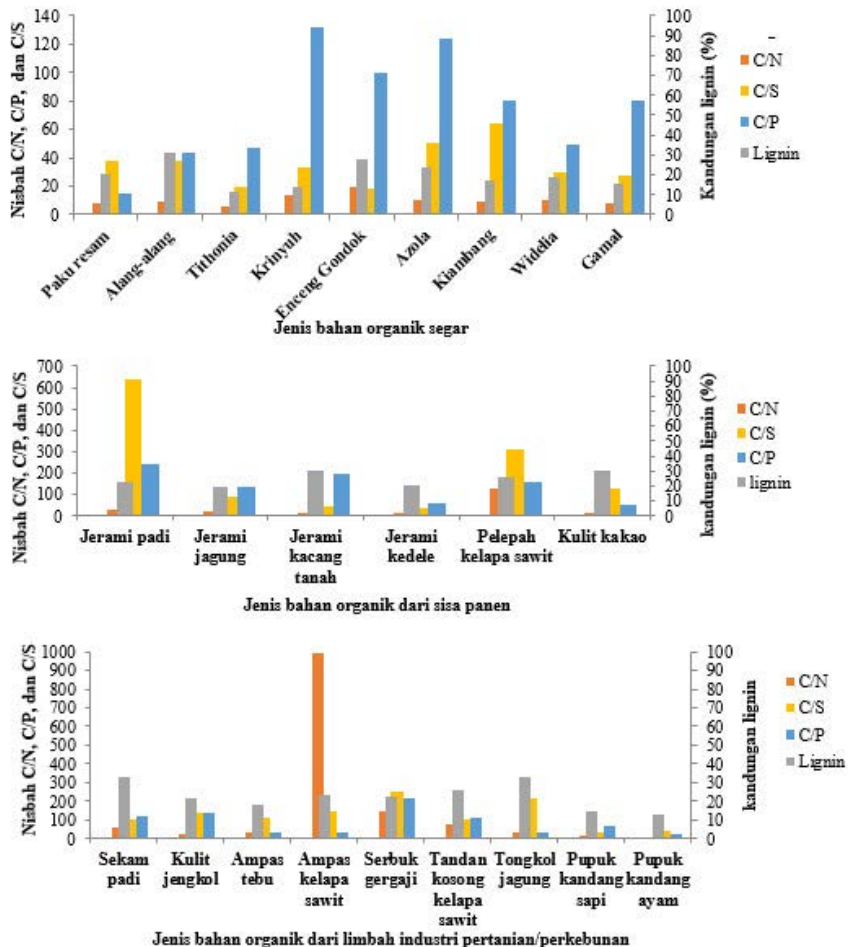 Nisbah C/N, C/P, dan C/S
140
120
100
80
60
40
20
0
100
90
80
70
60
50
40
30
20
10
0
Kandungan lignin (%)
C/N
C/S
C/P
Lignin
Paku resam
Alang-alang
Tithonia
Krinyuh
Enceng Gondok
Azola
Kiambang
Widelia
Gamal
Jenis bahan organik segar
Nisbah C/N, C/P, dan C/S
700
600
500
400
300
200
100
0
100
90
80
70
60
50
40
30
20
10
0
kandungan lignin (%)
C/N
C/S
C/P
lignin
Jerami padi
Jerami
jagung
Jerami
kacang
tanah
Jerami
kedele
Pelepah
kelapa sawit
Kulit kakao
Jenis bahan organik dari sisa panen
Nisbah C/N, C/P, dan C/S
1000
900
800
700
600
500
400
300
200
100
0
100
90
80
70
60
50
40
30
20
10
0
kandungan lignin
C/N
C/S
C/P
Lignin
Sekam
padi
Kulit
jengkol
Ampas
tebu
Ampas
kelapa
sawit
Serbuk
gergaji
Tandan
kosong
kelapa
sawit
Tongkol
jagung
Pupuk
kandang
sapi
Pupuk
kandang
ayam
Jenis bahan organik dari limbah industri pertanian/perkebunan